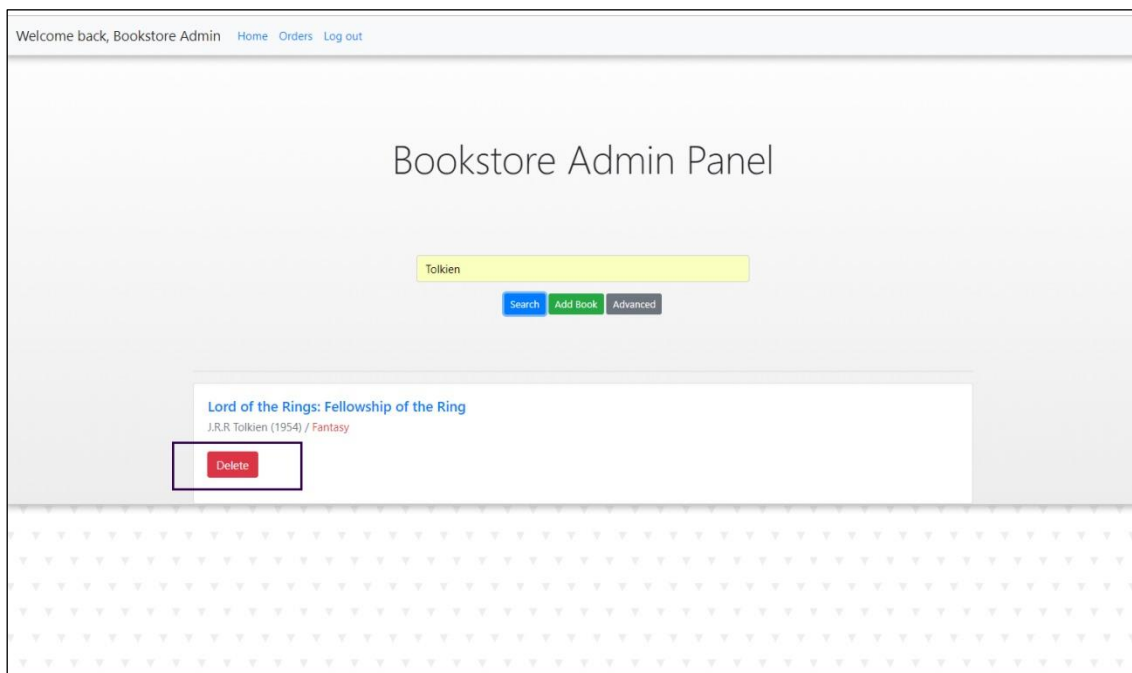 Welcome back, Bookstore Admin Home Orders Log out
Bookstore Admin Panel
Tolkien
Search Add Book Advanced
Lord of the Rings: Fellowship of the Ring
J.R.R Tolkien (1954) / Fantasy
Delete